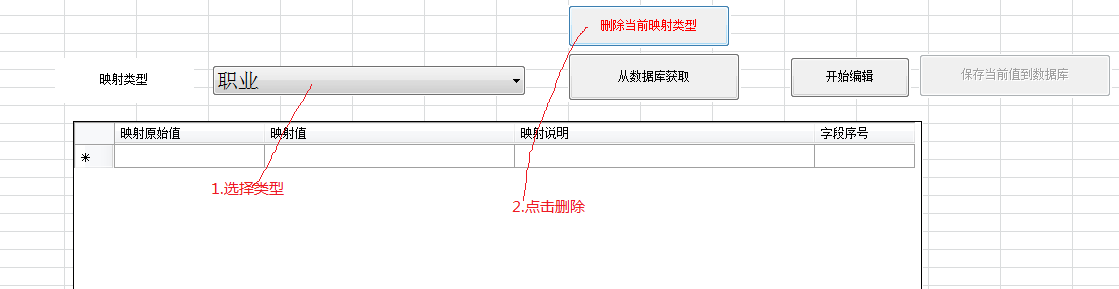 删除当前映射类型
映射类型
职业
从数据库获取
开始编辑
保存当前值到数据库
映射原始值
映射值
映射说明
字段序号
1.选择类型
2.点击删除